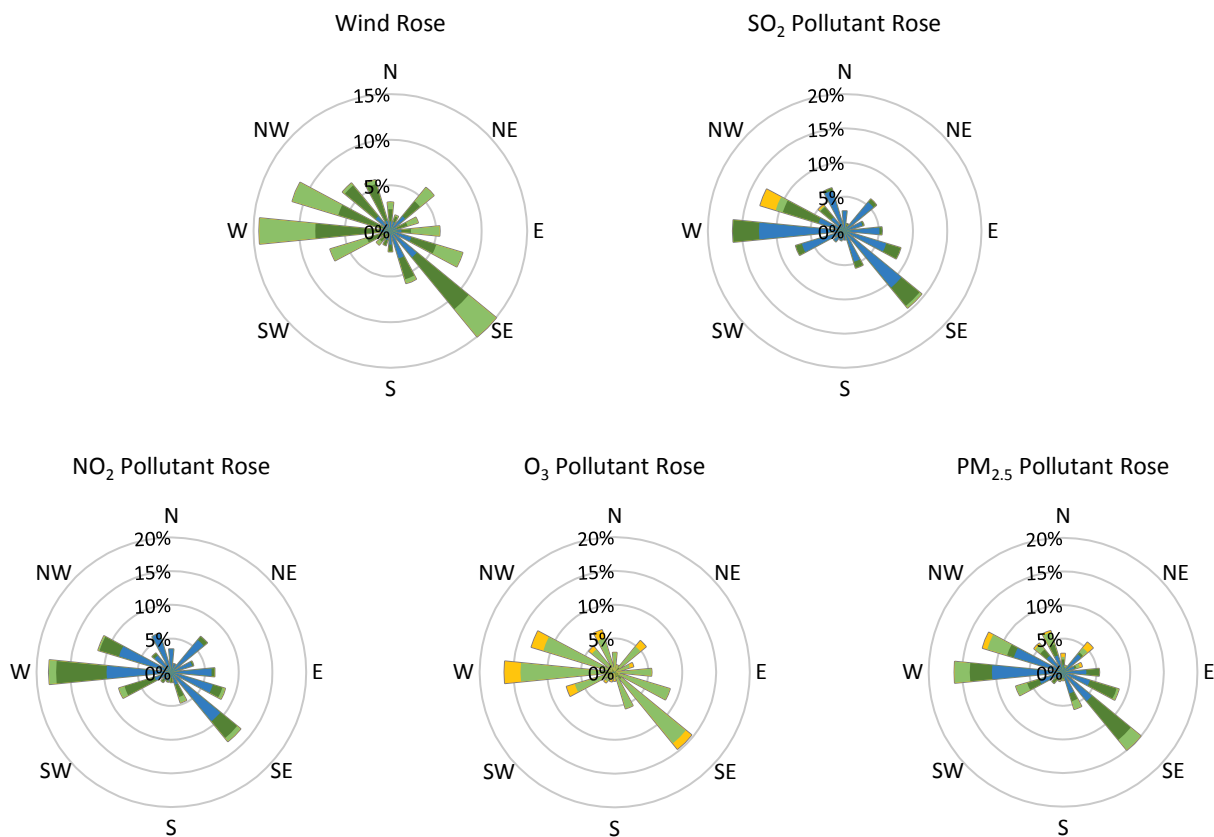 Wind Rose
N
15%
10%
5%
0%
NW
NE
W
E
SW
SE
S
SO₂ Pollutant Rose
N
20%
15%
10%
5%
0%
NW
NE
W
E
SW
SE
S
NO₂ Pollutant Rose
N
20%
15%
10%
5%
0%
NW
NE
W
E
SW
SE
S
O₃ Pollutant Rose
N
20%
15%
10%
5%
0%
NW
NE
W
E
SW
SE
S
PM₂.₅ Pollutant Rose
N
20%
15%
10%
5%
0%
NW
NE
W
E
SW
SE
S